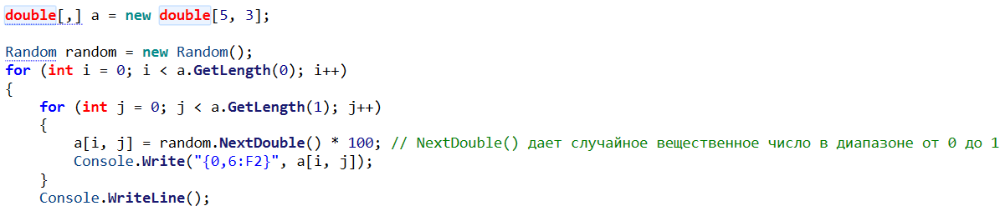 double[,] a = new double[5, 3];
Random random = new Random();
for (int i = 0; i < a.GetLength(0); i++)
{
    for (int j = 0; j < a.GetLength(1); j++)
    {
        a[i, j] = random.NextDouble() * 100; // NextDouble() дает случайное вещественное число в диапазоне от 0 до 1
        Console.Write("{0,6:F2}", a[i, j]);
    }
    Console.WriteLine();